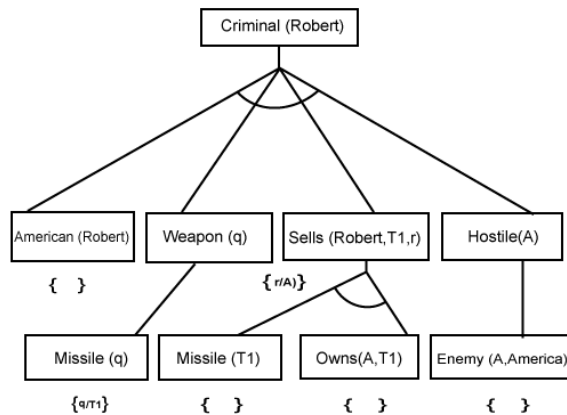 Criminal (Robert)
American (Robert)
Weapon (q)
Sells (Robert,T1,r)
Hostile(A)
{ }
{r/A)}
Missile (q)
Missile (T1)
Owns(A,T1)
Enemy (A,America)
{q/T1}
{ }
{ }
{ }